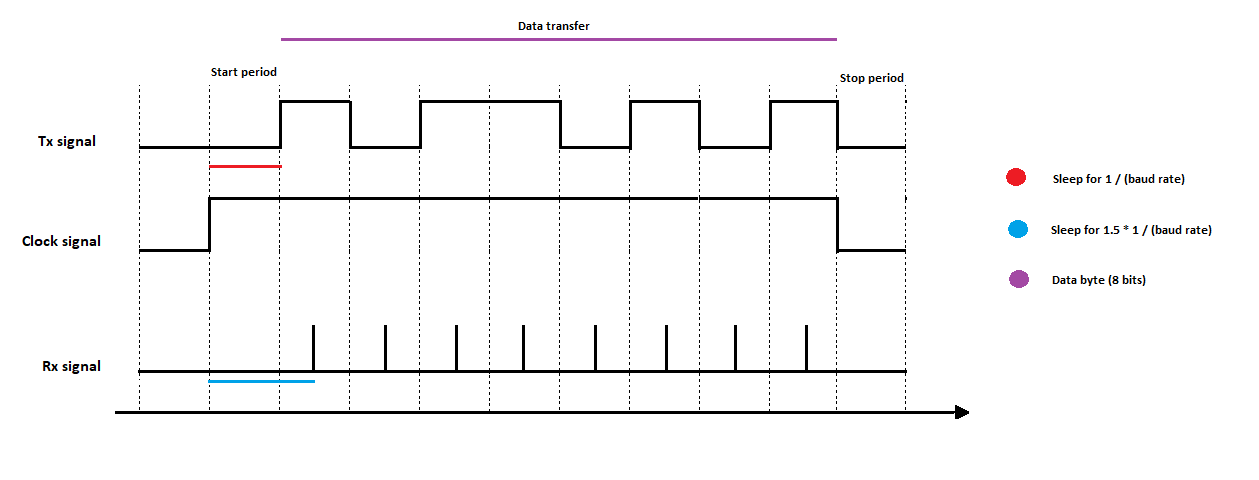 Data transfer
Start period
Stop period
Tx signal
Sleep for 1 / (baud rate)
Clock signal
Sleep for 1.5 * 1 / (baud rate)
Data byte (8 bits)
Rx signal